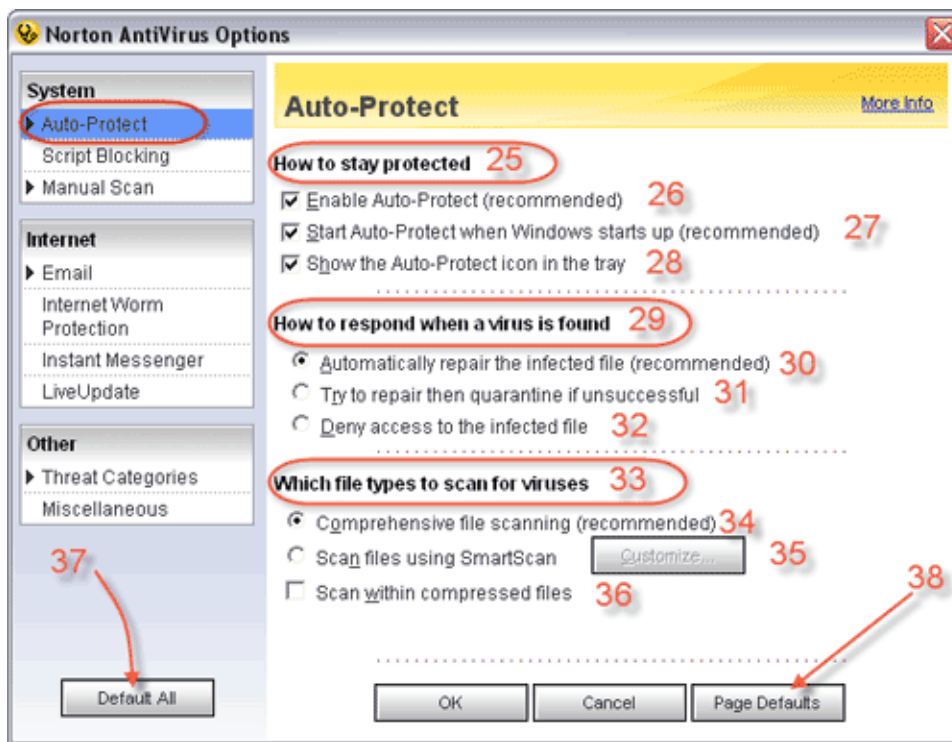 Norton AntiVirus Options
System
Auto-Protect
Script Blocking
Manual Scan
Internet
Email
Internet Worm
Protection
Instant Messenger
LiveUpdate
Other
Threat Categories
Miscellaneous
37
Default All
Auto-Protect
More Info
How to stay protected 25
Enable Auto-Protect (recommended) 26
Start Auto-Protect when Windows starts up (recommended) 27
Show the Auto-Protect icon in the tray 28
How to respond when a virus is found 29
Automatically repair the infected file (recommended) 30
Try to repair then quarantine if unsuccessful 31
Deny access to the infected file 32
Which file types to scan for viruses 33
Comprehensive file scanning (recommended) 34
Scan files using SmartScan Customize... 35
Scan within compressed files 36
38
OK Cancel Page Defaults